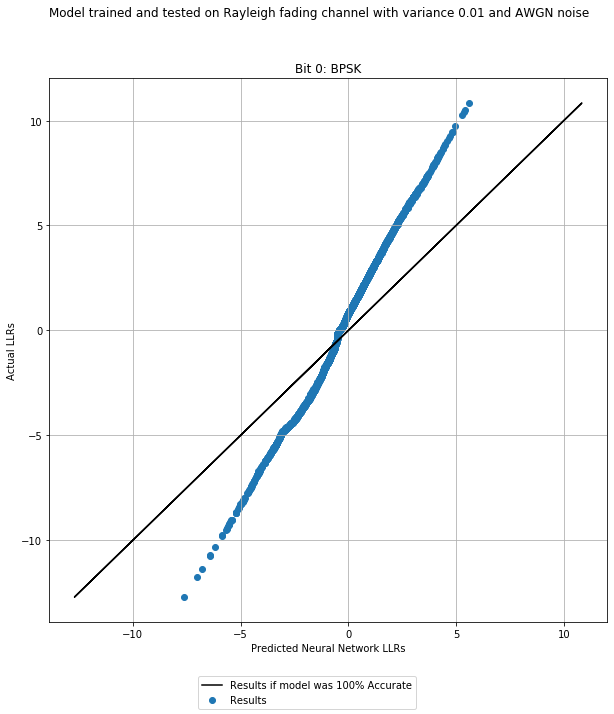 Model trained and tested on Rayleigh fading channel with variance 0.01 and AWGN noise
Bit 0: BPSK
Actual LLRs
10
5
0
−5
−10
−10
−5
0
5
10
Predicted Neural Network LLRs
Results if model was 100% Accurate
Results